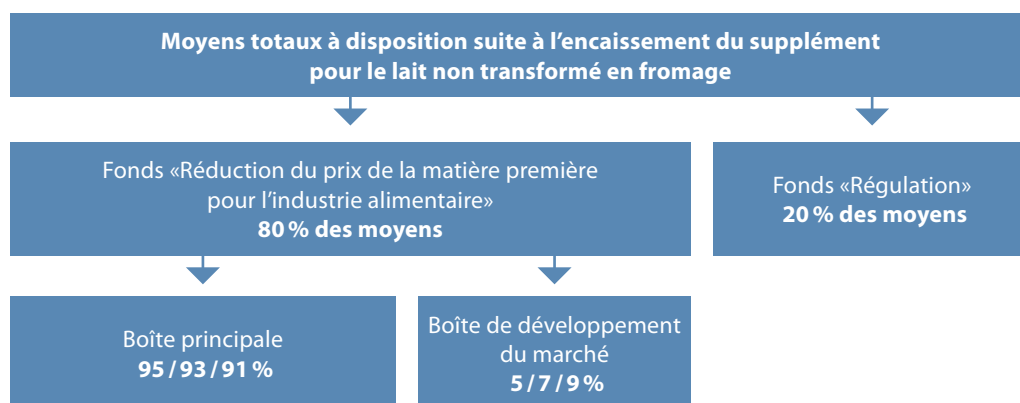 Moyens totaux à disposition suite à l’encaissement du supplément
pour le lait non transformé en fromage
Fonds «Réduction du prix de la matière première
pour l’industrie alimentaire»
80 % des moyens
Fonds «Régulation»
20 % des moyens
Boîte principale
95 / 93 / 91 %
Boîte de développement
du marché
5 / 7 / 9 %